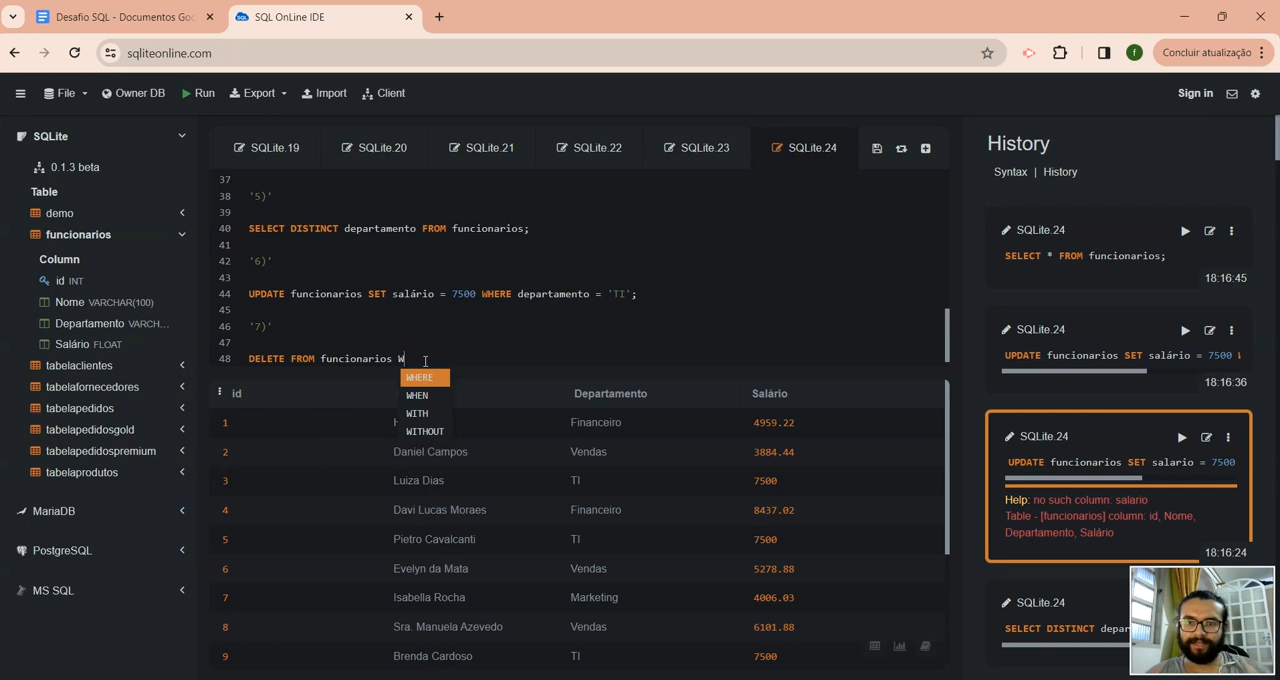 Desafio SQL - Documentos Goo
SQL OnLine IDE
sqliteonline.com
f
Concluir atualização
File
Owner DB
Run
Export
Import
Client
Sign in
SQLite
0.1.3 beta
Table
demo
funcionarios
Column
id INT
Nome VARCHAR(100)
Departamento VARCH...
Salário FLOAT
tabelaclientes
tabelafornecedores
tabelapedidos
tabelapedidosgold
tabelapedidospremium
tabelaprodutos
MariaDB
PostgreSQL
MS SQL
SQLite.19
SQLite.20
SQLite.21
SQLite.22
SQLite.23
SQLite.24
37
38 '5)'
39
40 SELECT DISTINCT departamento FROM funcionarios;
41
42 '6)'
43
44 UPDATE funcionarios SET salário = 7500 WHERE departamento = 'TI';
45
46 '7)'
47
48 DELETE FROM funcionarios W
WHERE
WHEN
WITH
WITHOUT
id Departamento Salário
1 Financeiro 4959.22
2 Daniel Campos Vendas 3884.44
3 Luiza Dias TI 7500
4 Davi Lucas Moraes Financeiro 8437.02
5 Pietro Cavalcanti TI 7500
6 Evelyn da Mata Vendas 5278.88
7 Isabella Rocha Marketing 4006.03
8 Sra. Manuela Azevedo Vendas 6101.88
9 Brenda Cardoso TI 7500
History
Syntax | History
SQLite.24
SELECT * FROM funcionarios;
18:16:45
SQLite.24
UPDATE funcionarios SET salário = 7500
18:16:36
SQLite.24
UPDATE funcionarios SET salario = 7500
Help: no such column: salario
Table - [funcionarios] column: id, Nome,
Departamento, Salário
18:16:24
SQLite.24
SELECT DISTINCT depar